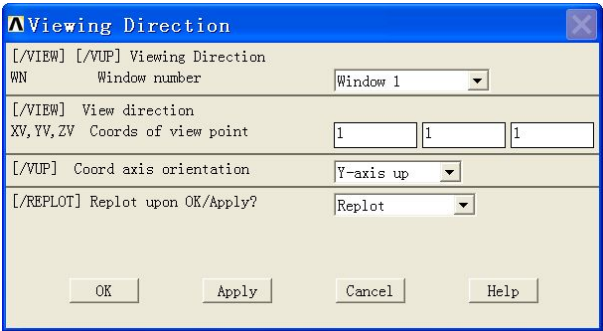 Viewing Direction
[/VIEW] [/VUP] Viewing Direction
WN Window number Window 1
[/VIEW] View direction
XV,YV,ZV Coords of view point 1 1 1
[/VUP] Coord axis orientation Y-axis up
[/REPLOT] Replot upon OK/Apply? Replot
OK Apply Cancel Help